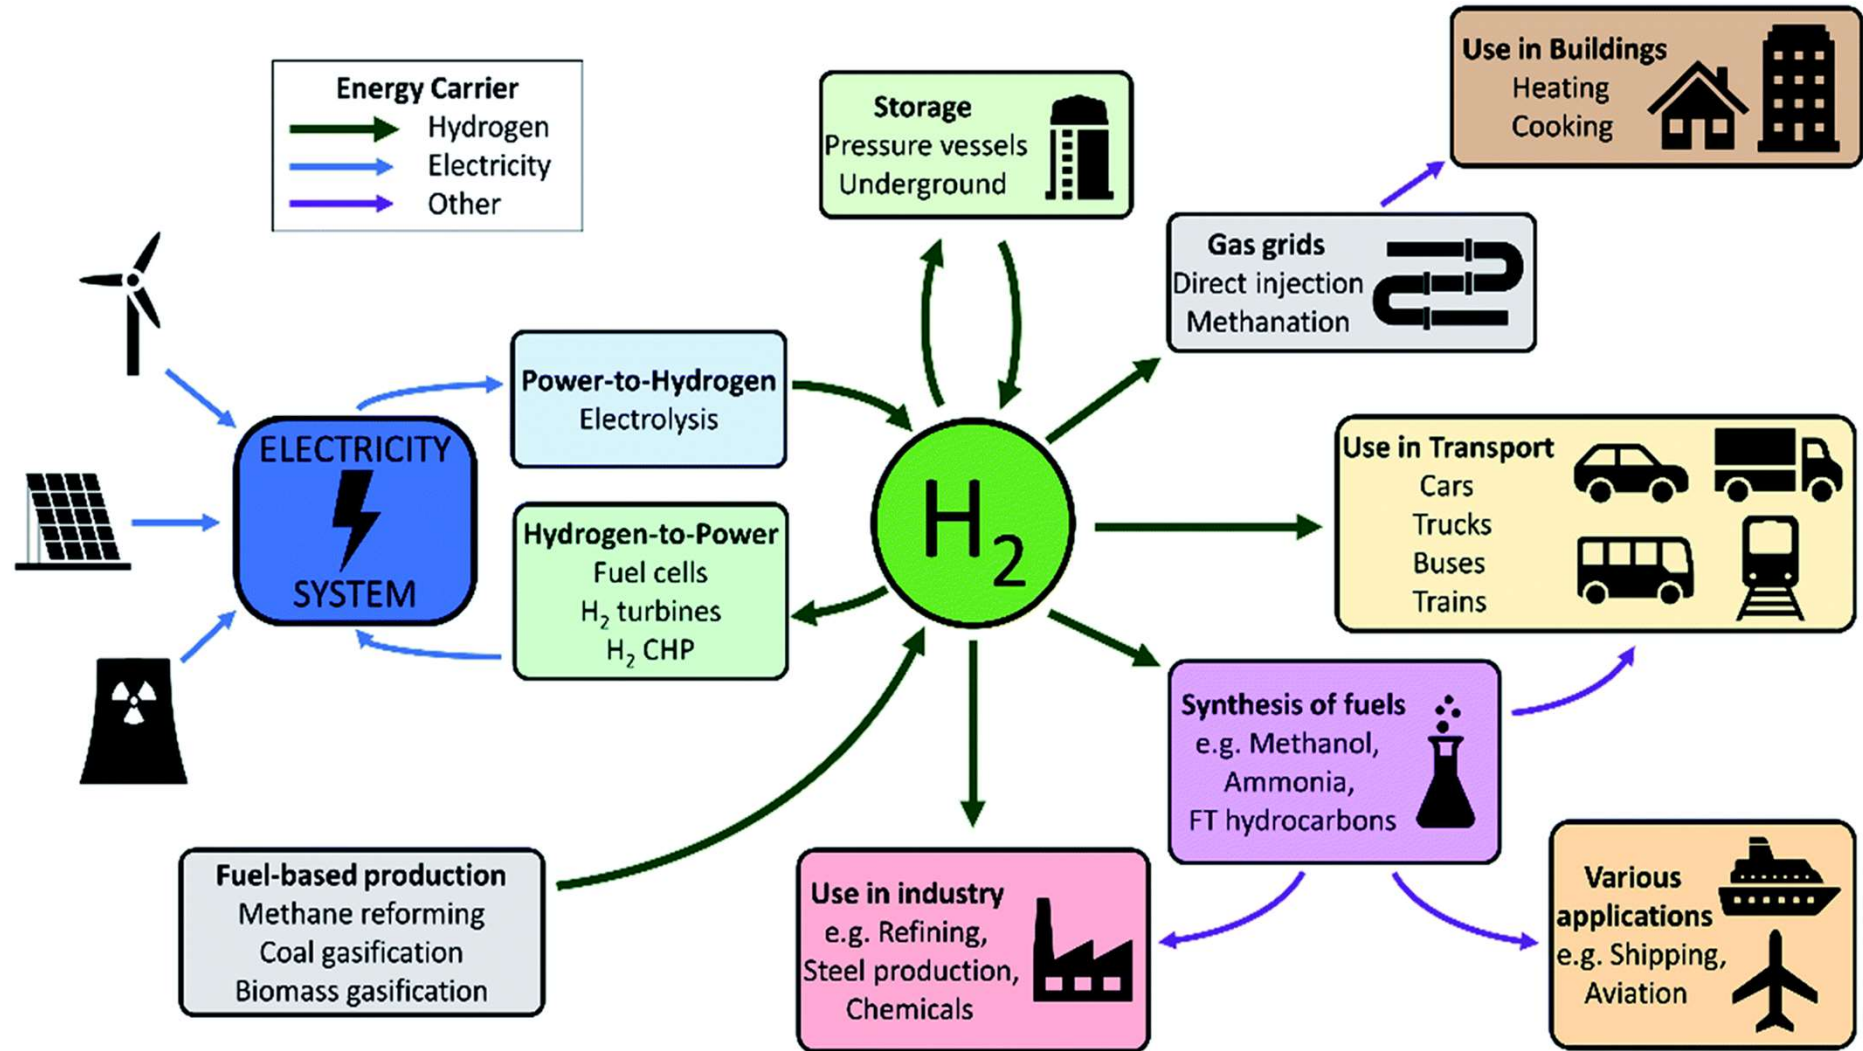 Energy Carrier
Hydrogen
Electricity
Other
Storage
Pressure vessels
Underground
Use in Buildings
Heating
Cooking
Gas grids
Direct injection
Methanation
Power-to-Hydrogen
Electrolysis
ELECTRICITY
SYSTEM
Hydrogen-to-Power
Fuel cells
H₂ turbines
H₂ CHP
H₂
Use in Transport
Cars
Trucks
Buses
Trains
Synthesis of fuels
e.g. Methanol,
Ammonia,
FT hydrocarbons
Fuel-based production
Methane reforming
Coal gasification
Biomass gasification
Use in industry
e.g. Refining,
Steel production,
Chemicals
Various
applications
e.g. Shipping,
Aviation